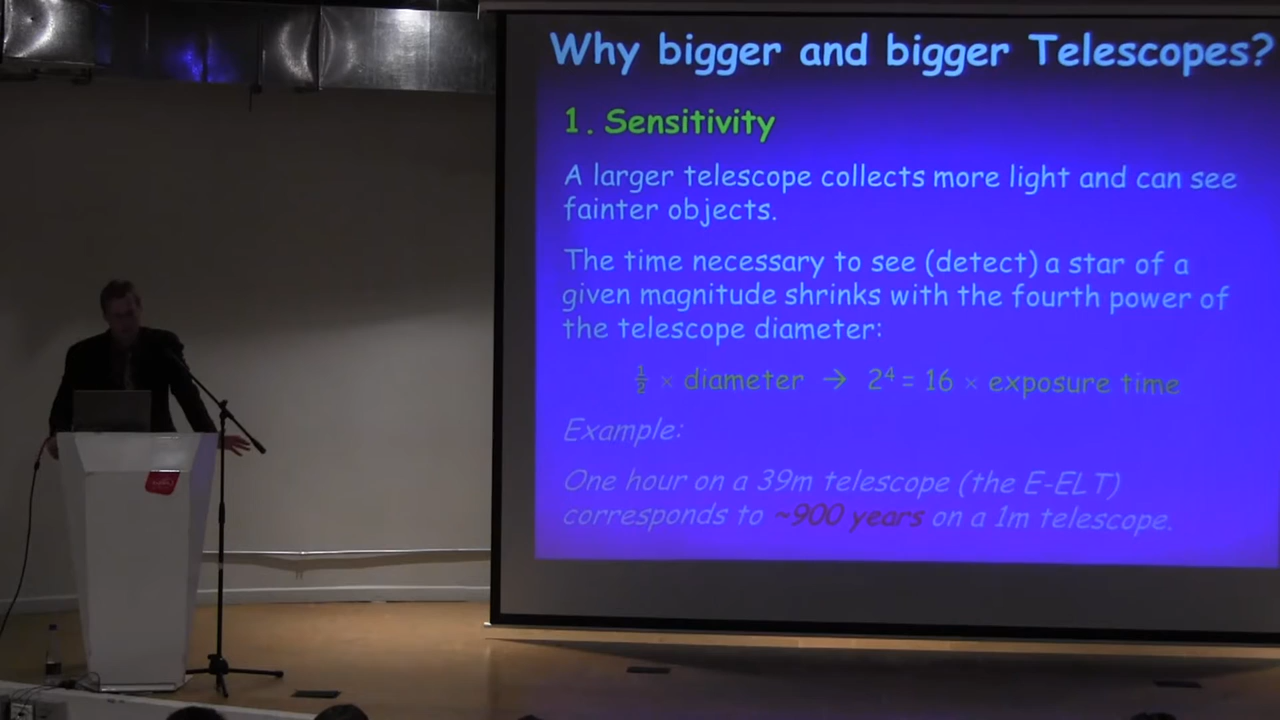 Why bigger and bigger Telescopes?
1. Sensitivity
A larger telescope collects more light and can see
fainter objects.
The time necessary to see (detect) a star of a
given magnitude shrinks with the fourth power of
the telescope diameter:
½ × diameter → 2⁴ = 16 × exposure time
Example:
One hour on a 39m telescope (the E-ELT)
corresponds to ~900 years on a 1m telescope.